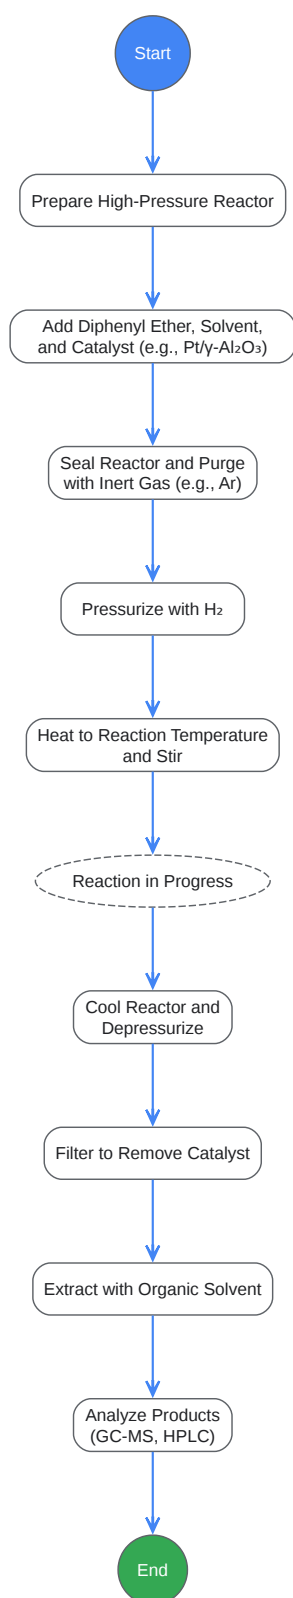 Start
Prepare High-Pressure Reactor
Add Diphenyl Ether, Solvent,
and Catalyst (e.g., Pt/γ-Al₂O₃)
Seal Reactor and Purge
with Inert Gas (e.g., Ar)
Pressurize with H₂
Heat to Reaction Temperature
and Stir
Reaction in Progress
Cool Reactor and
Depressurize
Filter to Remove Catalyst
Extract with Organic Solvent
Analyze Products
(GC-MS, HPLC)
End